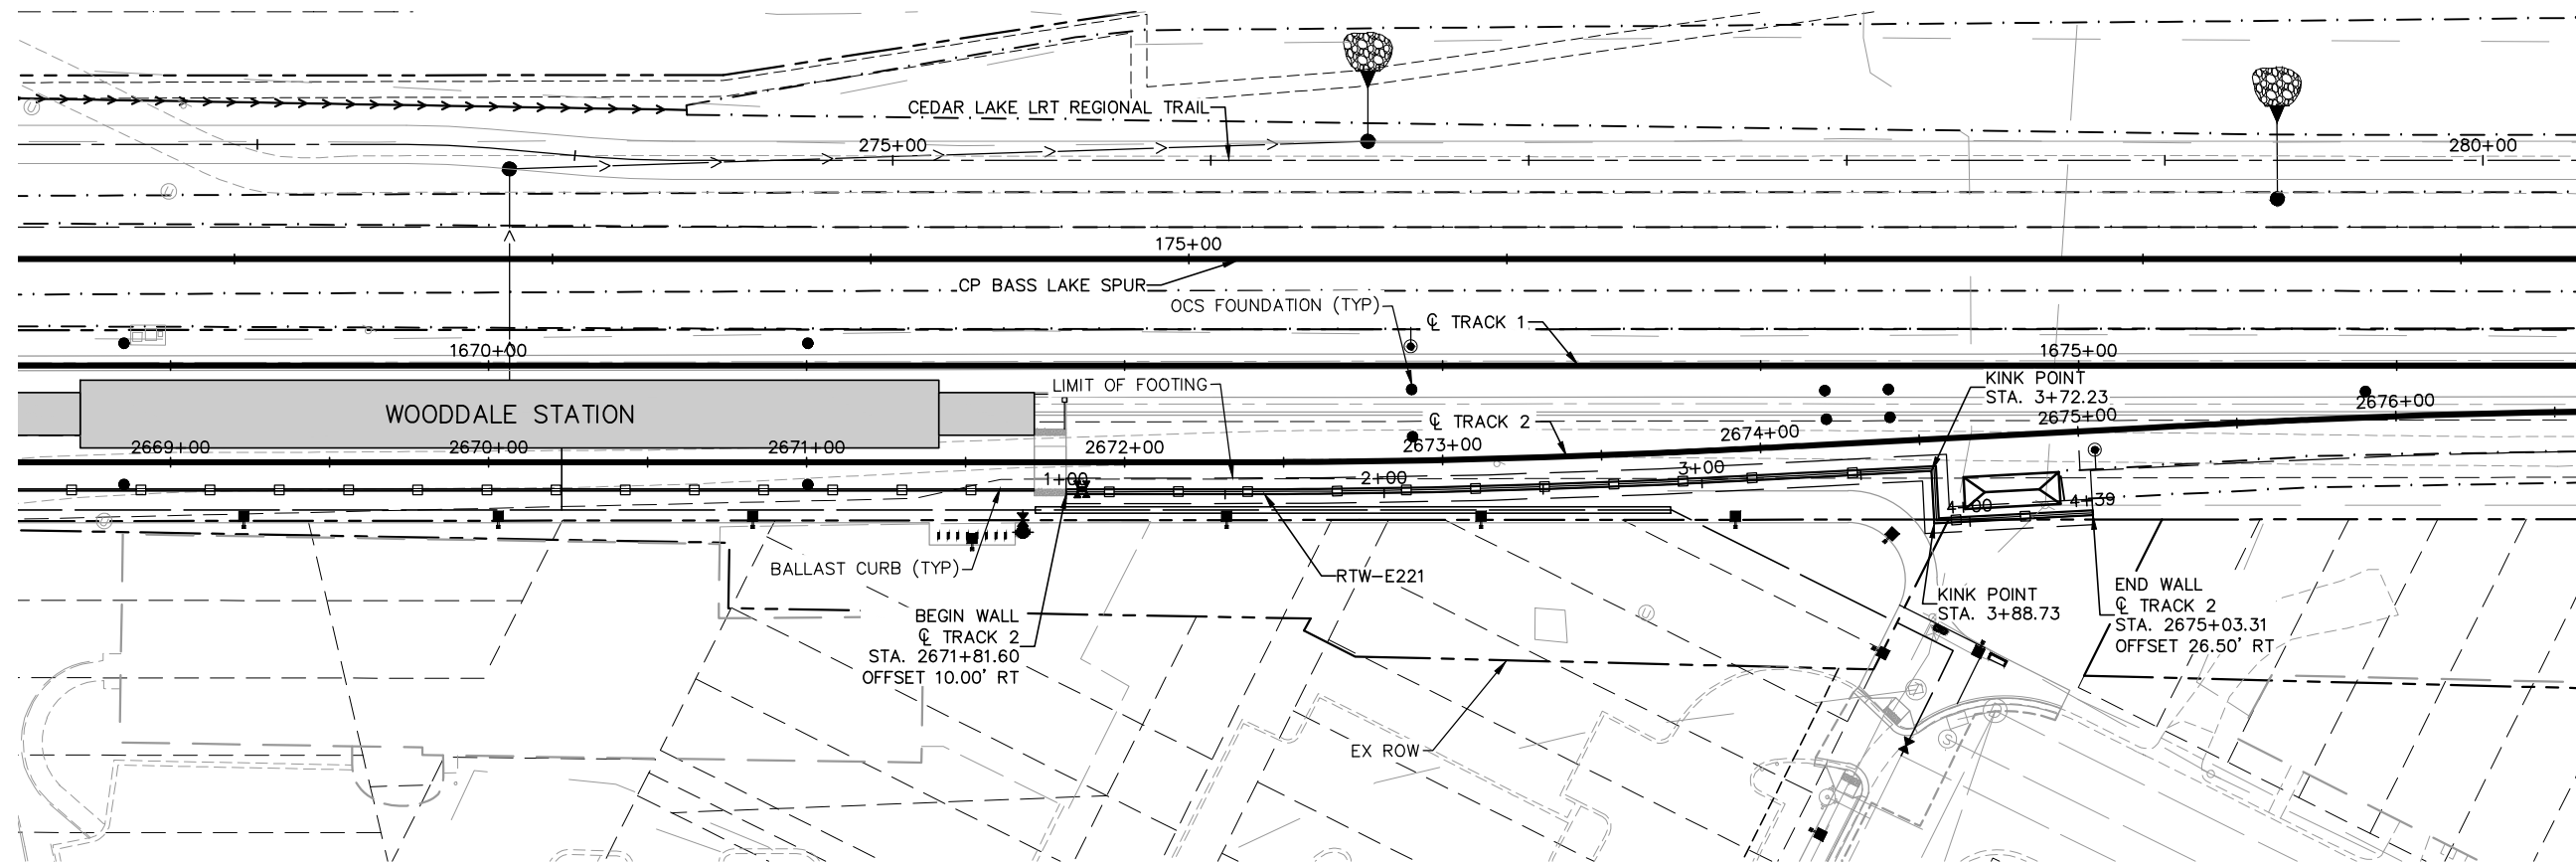 CEDAR LAKE LRT REGIONAL TRAIL
275+00
280+00
175+00
CP BASS LAKE SPUR
OCS FOUNDATION (TYP)
℄ TRACK 1
1670+00
1675+00
LIMIT OF FOOTING
KINK POINT
STA. 3+72.23
WOODDALE STATION
℄ TRACK 2
2669+00
2670+00
2671+00
2672+00
2673+00
2674+00
2675+00
2676+00
1+00
2+00
3+00
4+00
4+39
BALLAST CURB (TYP)
RTW-E221
BEGIN WALL
℄ TRACK 2
STA. 2671+81.60
OFFSET 10.00' RT
KINK POINT
STA. 3+88.73
END WALL
℄ TRACK 2
STA. 2675+03.31
OFFSET 26.50' RT
EX ROW